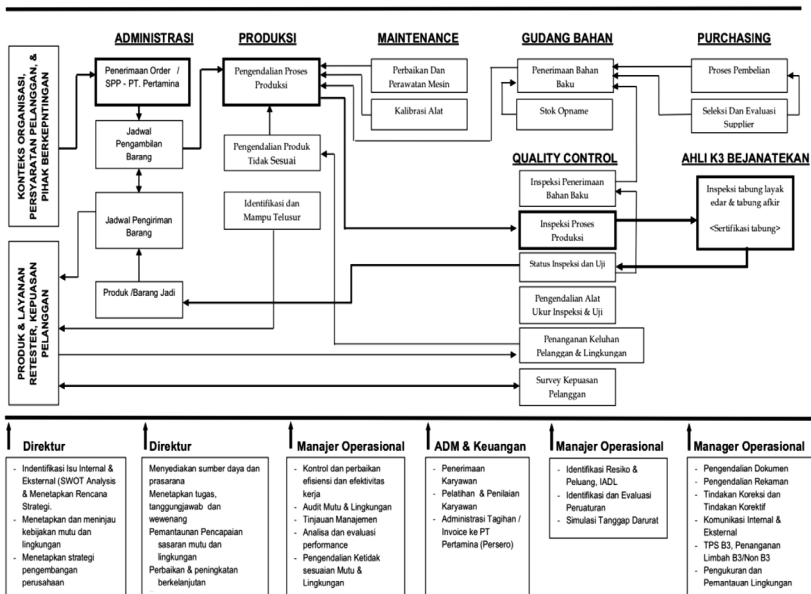 ADMINISTRASI
PRODUKSI
MAINTENANCE
GUDANG BAHAN
PURCHASING
KONTEKS ORGANISASI,
PERSYARATAN PELANGGAN, &
PIHAK BERKEPNTINGAN
Penerimaan Order /
SPP - PT. Pertamina
Jadwal
Pengambilan
Barang
Jadwal Pengiriman
Barang
Produk /Barang Jadi
Pengendalian Proses
Produksi
Pengendalian Produk
Tidak Sesuai
Identifikasi dan
Mampu Telusur
Perbaikan Dan
Perawatan Mesin
Kalibrasi Alat
Penerimaan Bahan
Baku
Stok Opname
Proses Pembelian
Seleksi Dan Evaluasi
Supplier
QUALITY CONTROL
AHLI K3 BEJANATEKAN
Inspeksi Penerimaan
Bahan Baku
Inspeksi Proses
Produksi
Status Inspeksi dan Uji
Pengendalian Alat
Ukur Inspeksi & Uji
Penanganan Keluhan
Pelanggan & Lingkungan
Survey Kepuasan
Pelanggan
Inspeksi tabung layak
edar & tabung afkir
<Sertifikasi tabung>
PRODUK & LAYANAN
RETESTER, KEPUASAN
PELANGGAN
Direktur
- Indentifikasi Isu Internal &
Eksternal (SWOT Analysis
& Menetapkan Rencana
Strategi.
- Menetapkan dan meninjau
kebijakan mutu dan
lingkungan
- Menetapkan strategi
pengembangan
perusahaan
Direktur
Menyediakan sumber daya dan
prasarana
Menetapkan tugas,
tanggungjawab dan
wewenang
Pemantaunan Pencapaian
sasaran mutu dan
lingkungan
Perbaikan & peningkatan
berkelanjutan
Manajer Operasional
- Kontrol dan perbaikan
efisiensi dan efektivitas
kerja
- Audit Mutu & Lingkungan
- Tinjauan Manajemen
- Analisa dan evaluasi
performance
- Pengendalian Ketidak
sesuaian Mutu &
Lingkungan
ADM & Keuangan
- Penerimaan
Karyawan
- Pelatihan & Penilaian
Karyawan
- Administrasi Tagihan /
Invoice ke PT
Pertamina (Persero)
Manajer Operasional
- Identifikasi Resiko &
Peluang, IADL
- Identifikasi dan Evaluasi
Peruaturan
- Simulasi Tanggap Darurat
Manager Operasional
- Pengendalian Dokumen
- Pengendalian Rekaman
- Tindakan Koreksi dan
Tindakan Korektif
- Komunikasi Internal &
Eksternal
- TPS B3, Penanganan
Limbah B3/Non B3
- Pengukuran dan
Pemantauan Lingkungan